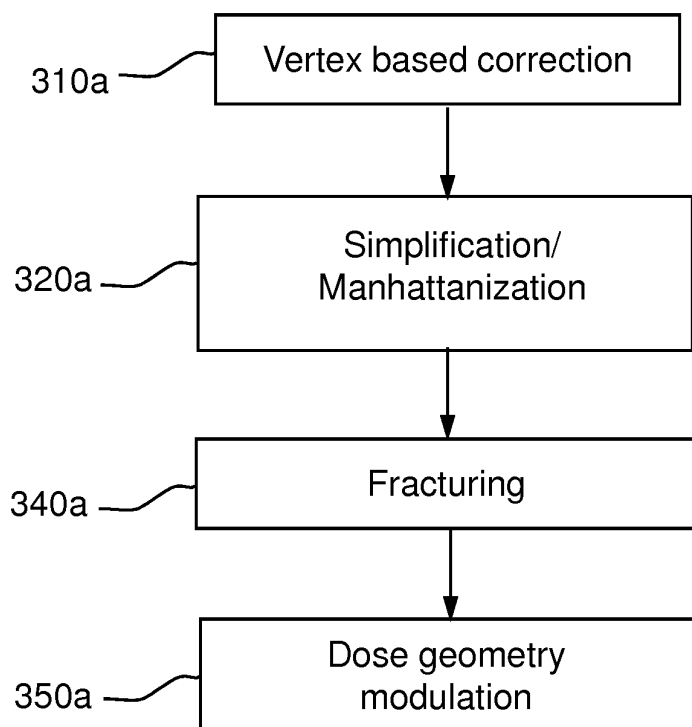 Vertex based correction
310a
Simplification/
Manhattanization
320a
Fracturing
340a
Dose geometry
modulation
350a